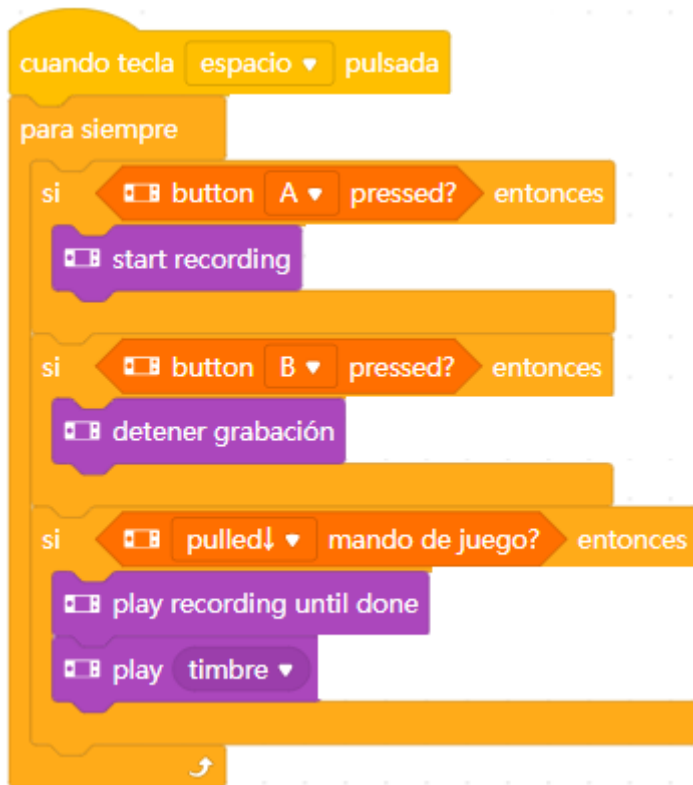 cuando tecla espacio pulsada
para siempre
si button A pressed? entonces
start recording
si button B pressed? entonces
detener grabación
si pulled↓ mando de juego? entonces
play recording until done
play timbre